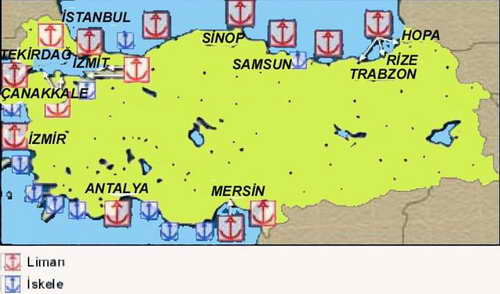 İSTANBUL
SİNOP
HOPA
TEKİRDAĞ
İZMİT
SAMSUN
RİZE
TRABZON
ÇANAKKALE
İZMİR
ANTALYA
MERSİN
Liman
İskele